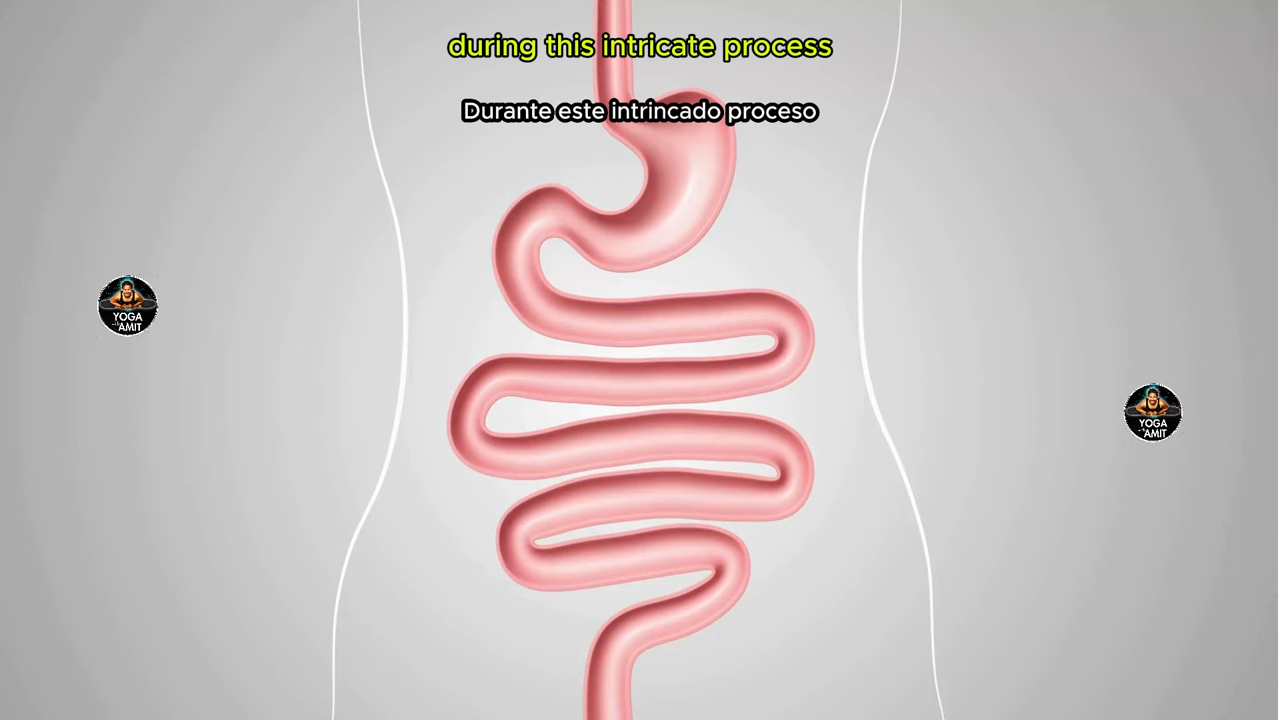 during this intricate process
Durante este intrincado proceso
YOGA
AMIT
YOGA
AMIT